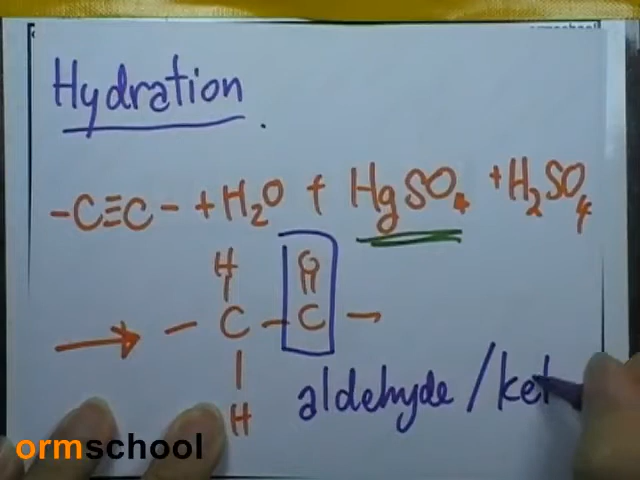 Hydration.
-C≡C- + H₂O + HgSO₄ + H₂SO₄
H O
→ -C-C-
H
aldehyde / ket
ormschool